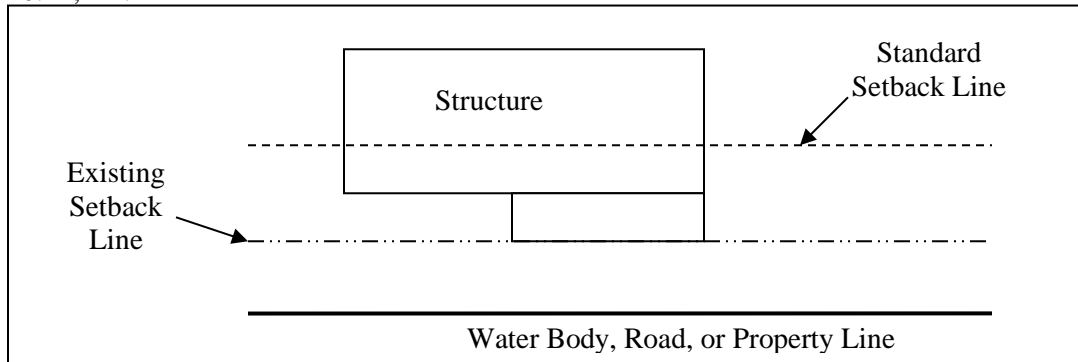 Standard
Setback Line
Structure
Existing
Setback
Line
Water Body, Road, or Property Line